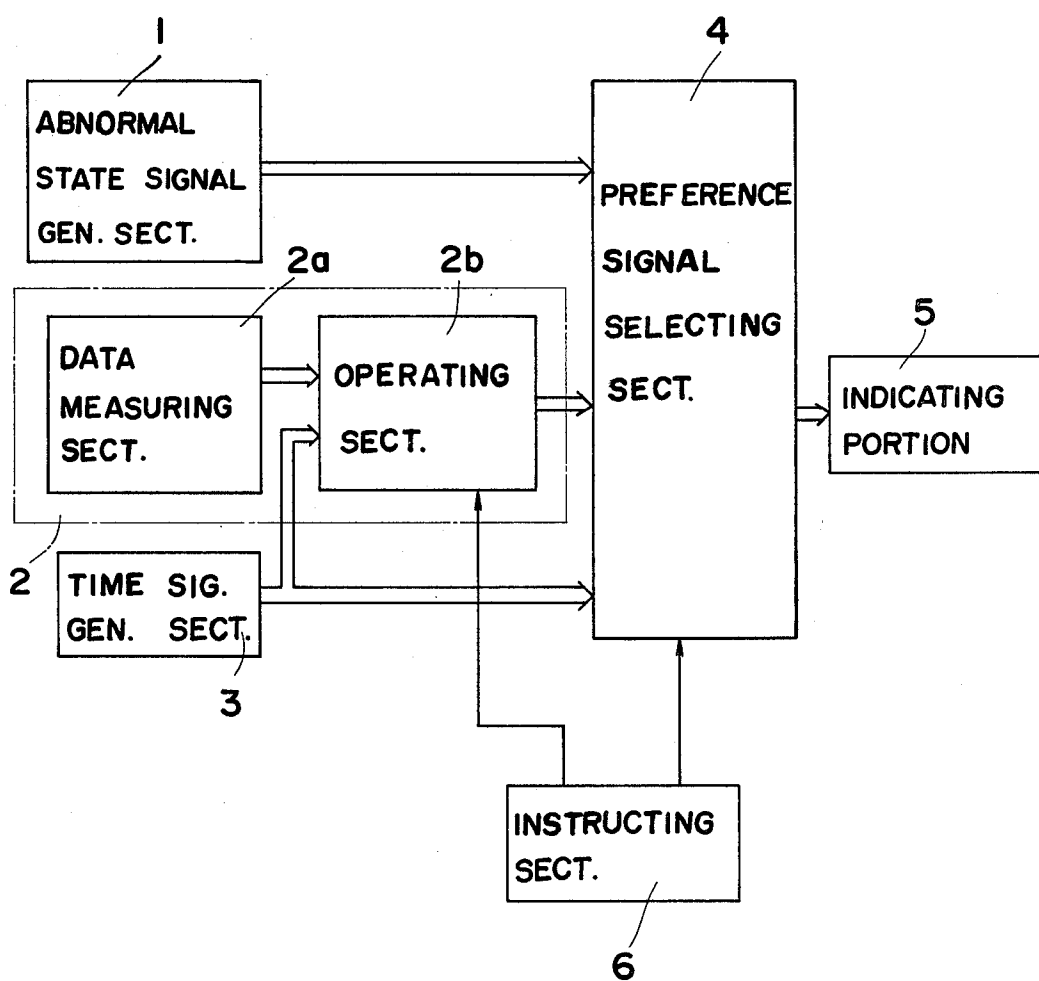 1
ABNORMAL
STATE SIGNAL
GEN. SECT.
4
PREFERENCE
SIGNAL
SELECTING
SECT.
2a
DATA
MEASURING
SECT.
2b
OPERATING
SECT.
5
INDICATING
PORTION
2
TIME SIG.
GEN. SECT.
3
INSTRUCTING
SECT.
6